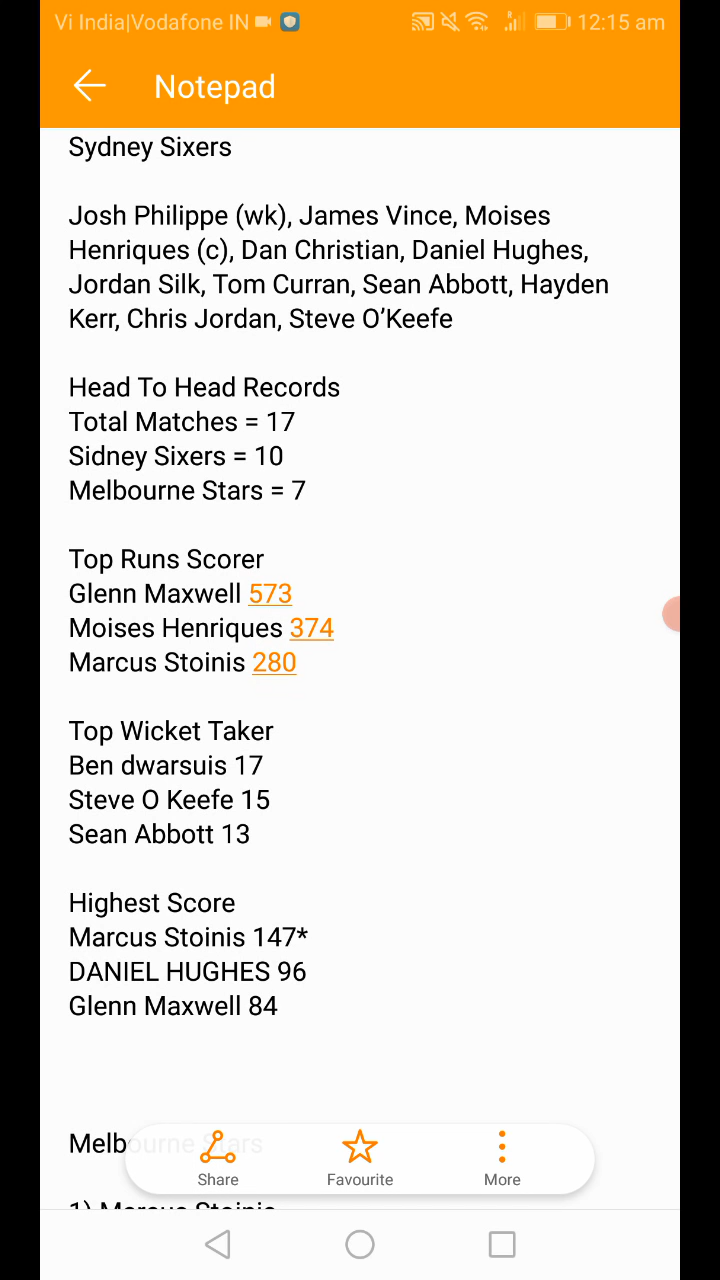 Vi India|Vodafone IN 12:15 am
Notepad
Sydney Sixers
Josh Philippe (wk), James Vince, Moises
Henriques (c), Dan Christian, Daniel Hughes,
Jordan Silk, Tom Curran, Sean Abbott, Hayden
Kerr, Chris Jordan, Steve O’Keefe
Head To Head Records
Total Matches = 17
Sidney Sixers = 10
Melbourne Stars = 7
Top Runs Scorer
Glenn Maxwell 573
Moises Henriques 374
Marcus Stoinis 280
Top Wicket Taker
Ben dwarsuis 17
Steve O Keefe 15
Sean Abbott 13
Highest Score
Marcus Stoinis 147*
DANIEL HUGHES 96
Glenn Maxwell 84
Melbourne Stars
Share Favourite More
1) Marcus Stoinis